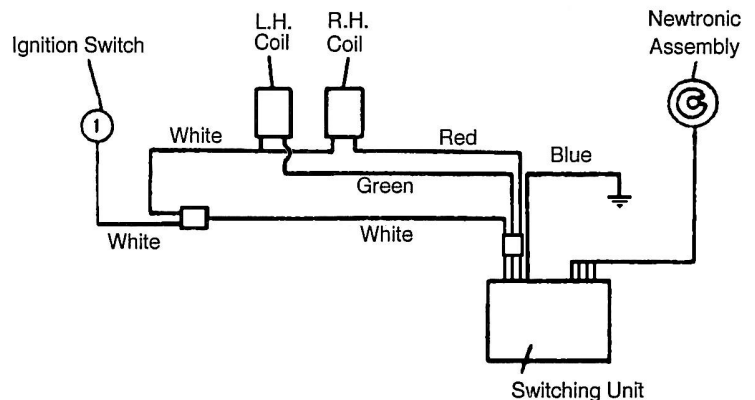 L.H.
Coil
R.H.
Coil
Newtronic
Assembly
Ignition Switch
1
White
Red
Blue
Green
White
White
Switching Unit